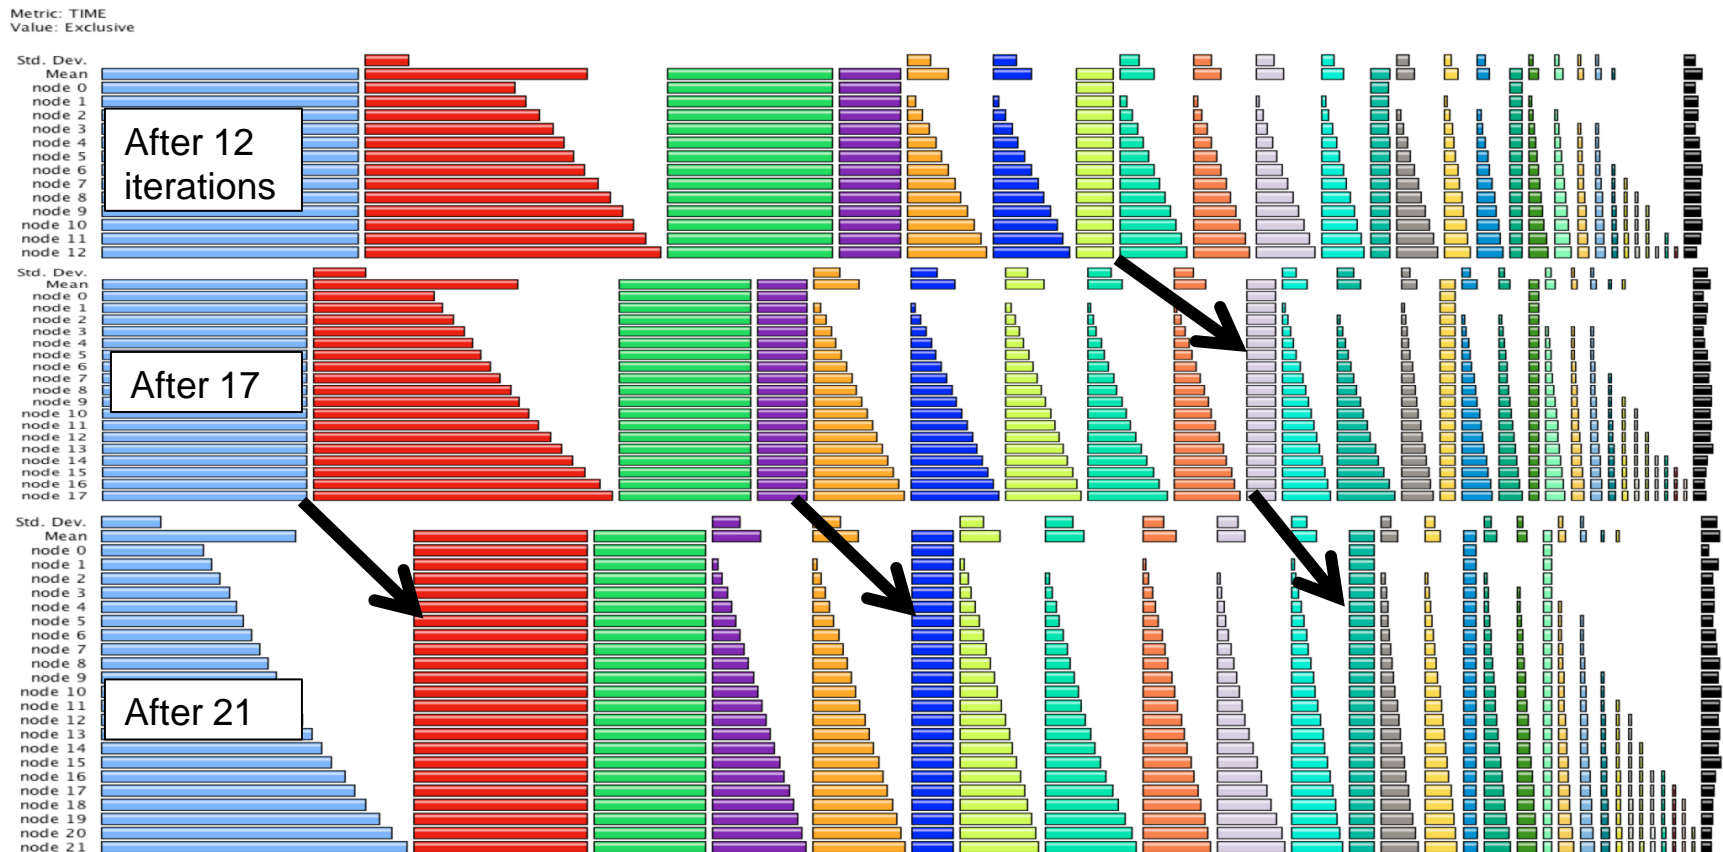 Metric: TIME
Value: Exclusive
Std. Dev.
Mean
node 0
node 1
node 2
node 3
node 4
node 5
node 6
node 7
node 8
node 9
node 10
node 11
node 12
After 12
iterations
Std. Dev.
Mean
node 0
node 1
node 2
node 3
node 4
node 5
node 6
node 7
node 8
node 9
node 10
node 11
node 12
node 13
node 14
node 15
node 16
node 17
After 17
Std. Dev.
Mean
node 0
node 1
node 2
node 3
node 4
node 5
node 6
node 7
node 8
node 9
node 10
node 11
node 12
node 13
node 14
node 15
node 16
node 17
node 18
node 19
node 20
node 21
After 21